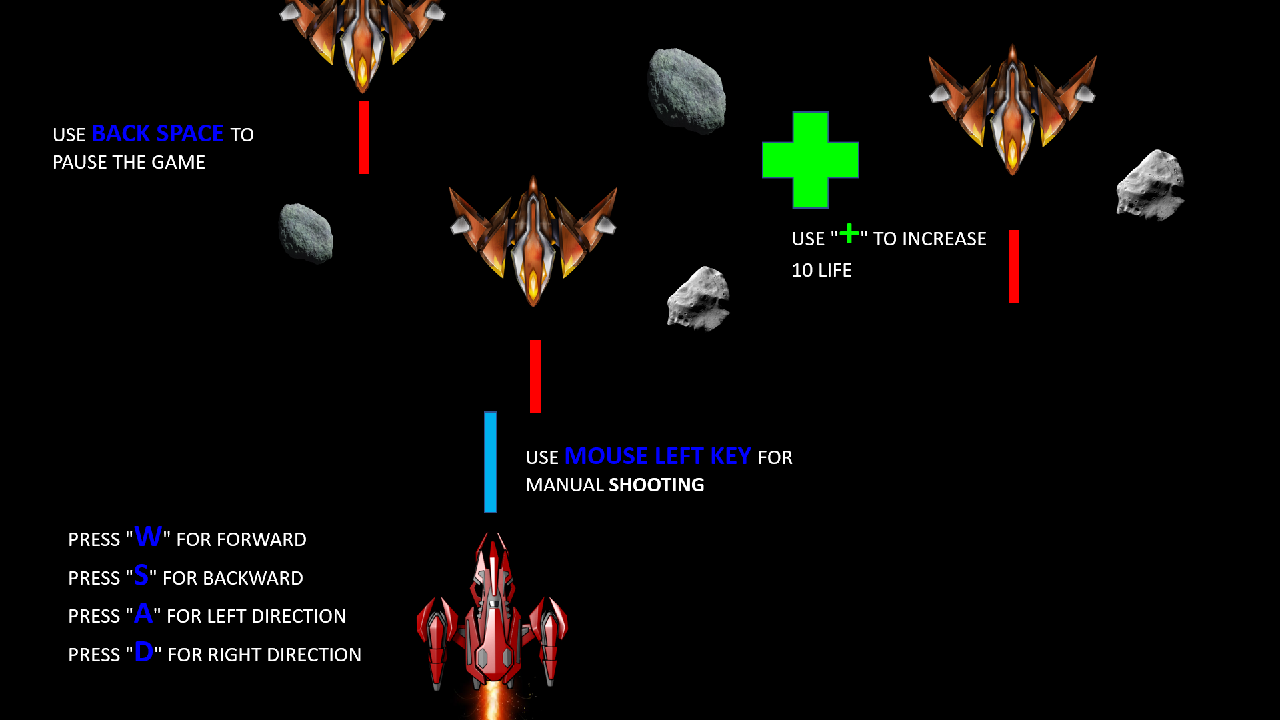 USE BACK SPACE TO
PAUSE THE GAME
USE "+" TO INCREASE
10 LIFE
USE MOUSE LEFT KEY FOR
MANUAL SHOOTING
PRESS "W" FOR FORWARD
PRESS "S" FOR BACKWARD
PRESS "A" FOR LEFT DIRECTION
PRESS "D" FOR RIGHT DIRECTION